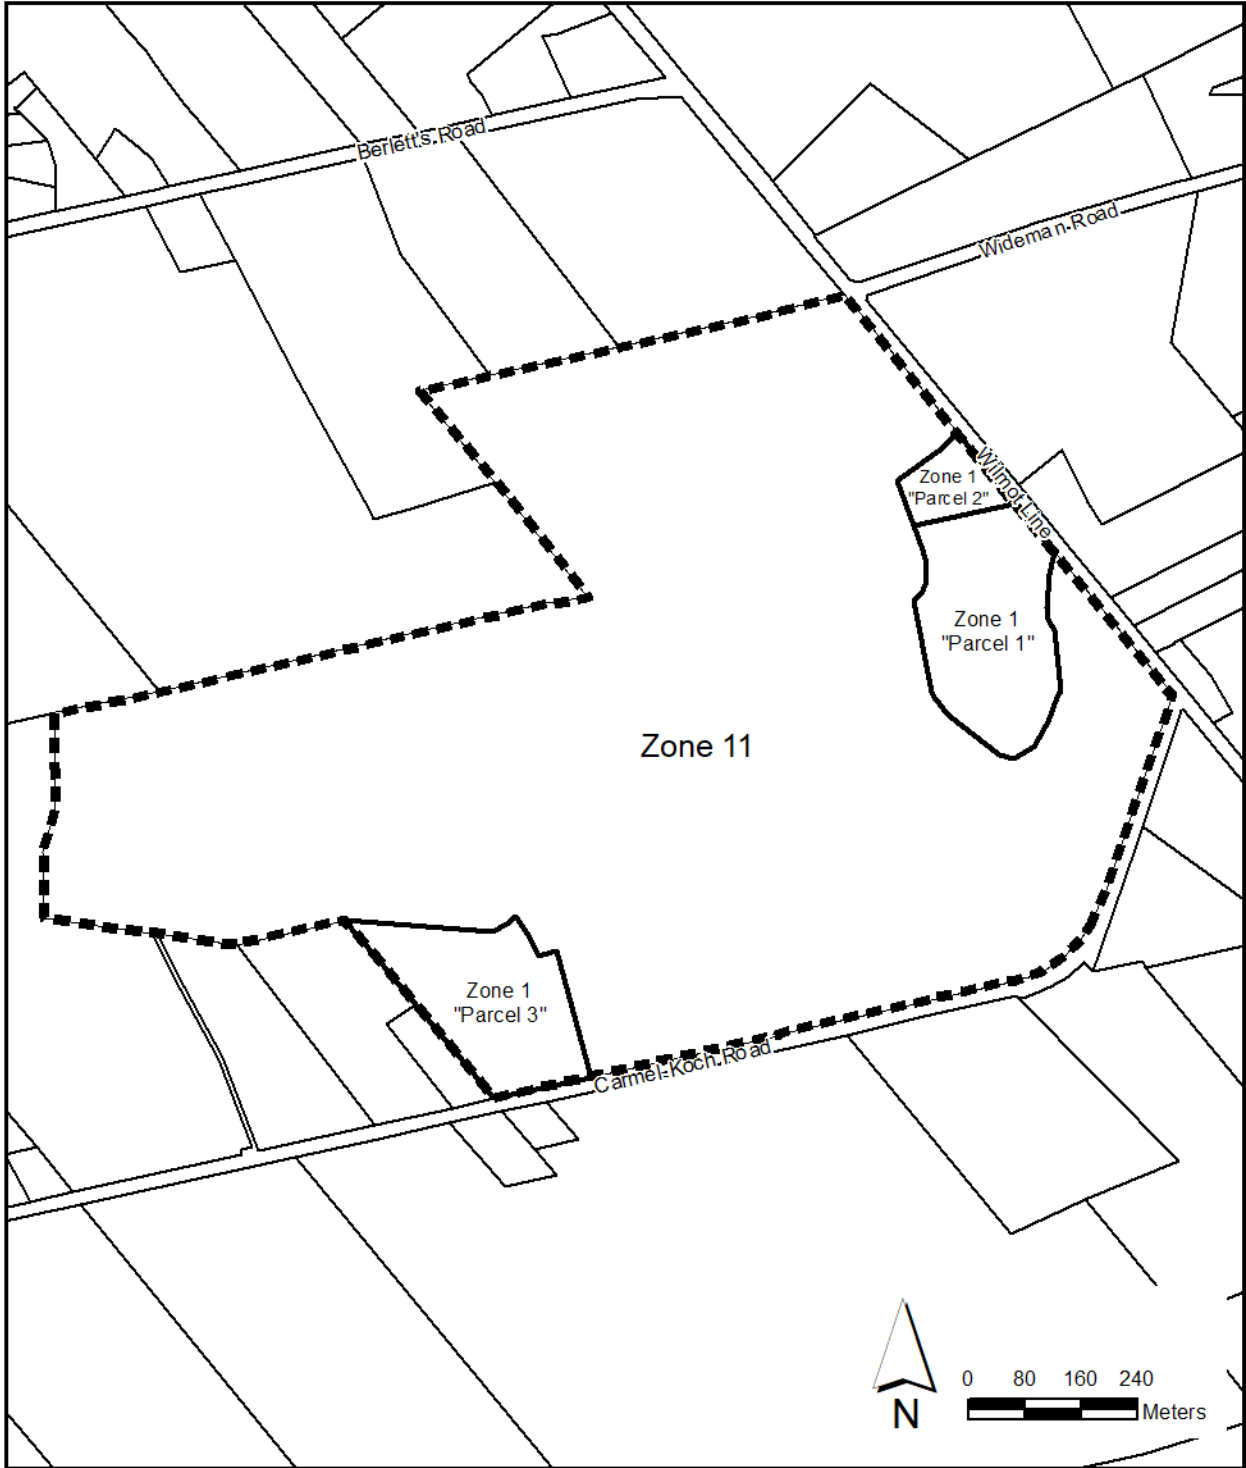 Berlett's Road
Wideman Road
Wilmot Line
Zone 1
"Parcel 2"
Zone 1
"Parcel 1"
Zone 11
Zone 1
"Parcel 3"
Carmel-Koch Road
0 80 160 240
Meters
N